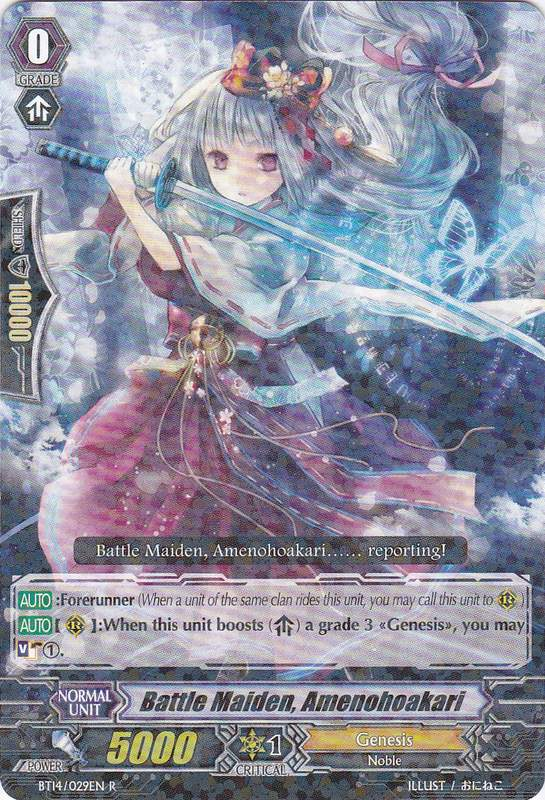 0
GRADE
SHIELD
10000
Battle Maiden, Amenohoakari…… reporting!
AUTO :Forerunner (When a unit of the same clan rides this unit, you may call this unit to
AUTO [ ]:When this unit boosts ( ) a grade 3 «Genesis», you may
V ①.
NORMAL UNIT
Battle Maiden, Amenohoakari
POWER
5000
1
CRITICAL
Genesis
Noble
BT14/029EN R
ILLUST / おにねこ